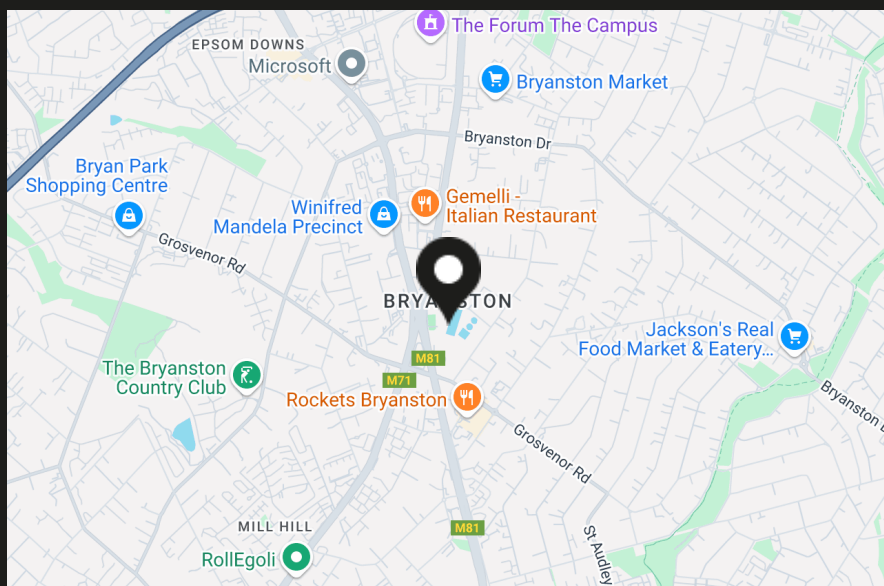 The Forum The Campus
EPSOM DOWNS
Microsoft
Bryanston Market
Bryanston Dr
Bryan Park
Shopping Centre
Gemelli -
Italian Restaurant
Winifred
Mandela Precinct
Grosvenor Rd
BRYANSTON
Jackson's Real
Food Market & Eatery...
M81
The Bryanston
Country Club
M71
Rockets Bryanston
Bryanston
Grosvenor Rd
MILL HILL
M81
St Audley
RollEgoli